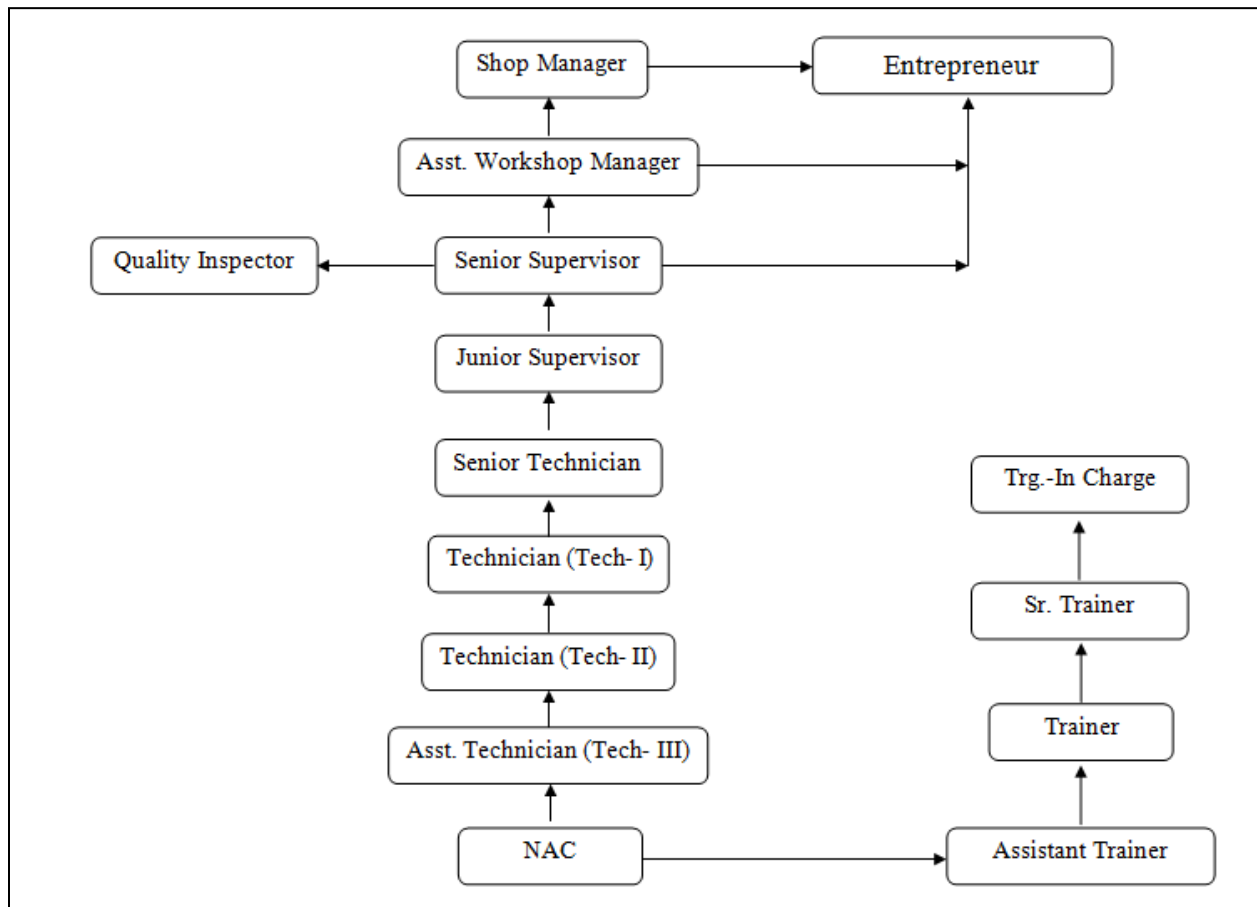 Shop Manager
Entrepreneur
Asst. Workshop Manager
Quality Inspector
Senior Supervisor
Junior Supervisor
Senior Technician
Trg.-In Charge
Technician (Tech- I)
Sr. Trainer
Technician (Tech- II)
Trainer
Asst. Technician (Tech- III)
NAC
Assistant Trainer